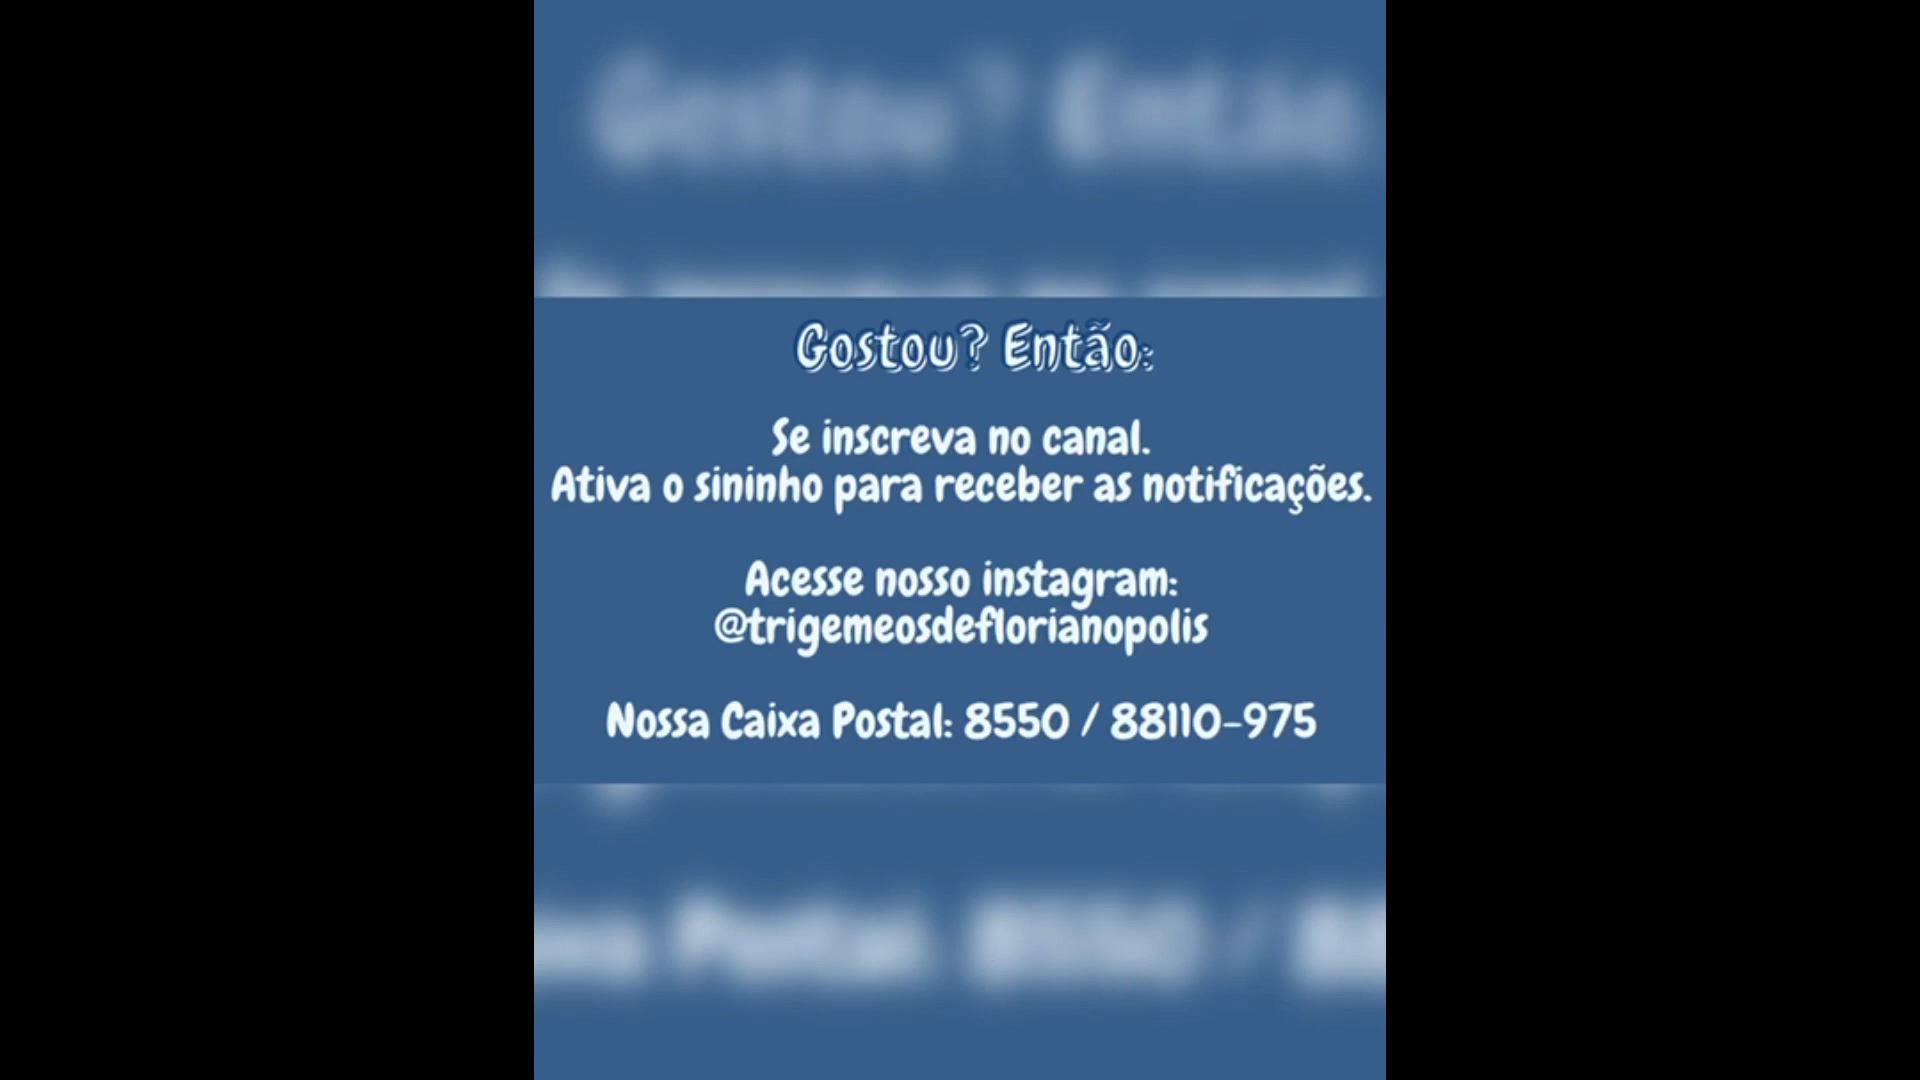 Gostou? Então:
Se inscreva no canal.
Ativa o sininho para receber as notificações.
Acesse nosso instagram:
@trigemeosdeflorianopolis
Nossa Caixa Postal: 8550 / 88110-975